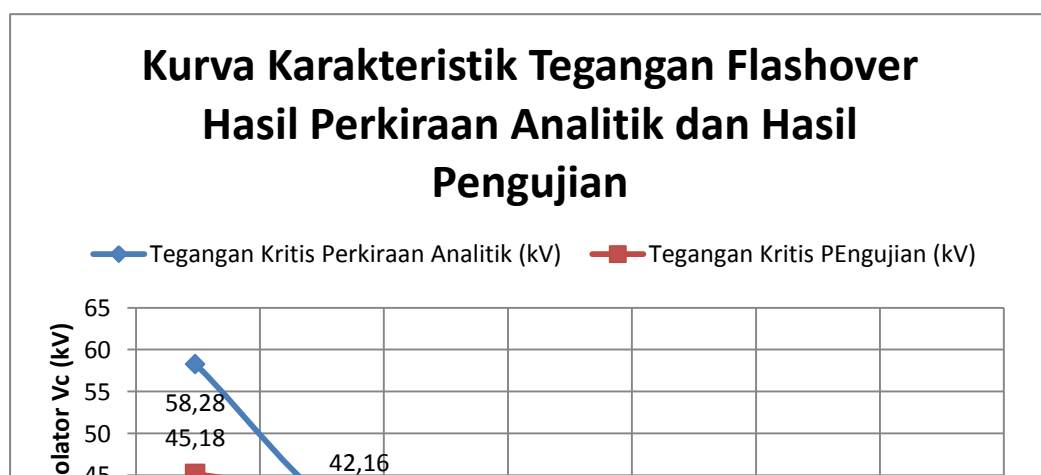 Kurva Karakteristik Tegangan Flashover
Hasil Perkiraan Analitik dan Hasil
Pengujian
Tegangan Kritis Perkiraan Analitik (kV)
Tegangan Kritis PEngujian (kV)
65
60
55
50
45
Vc (kV)
58,28
45,18
42,16